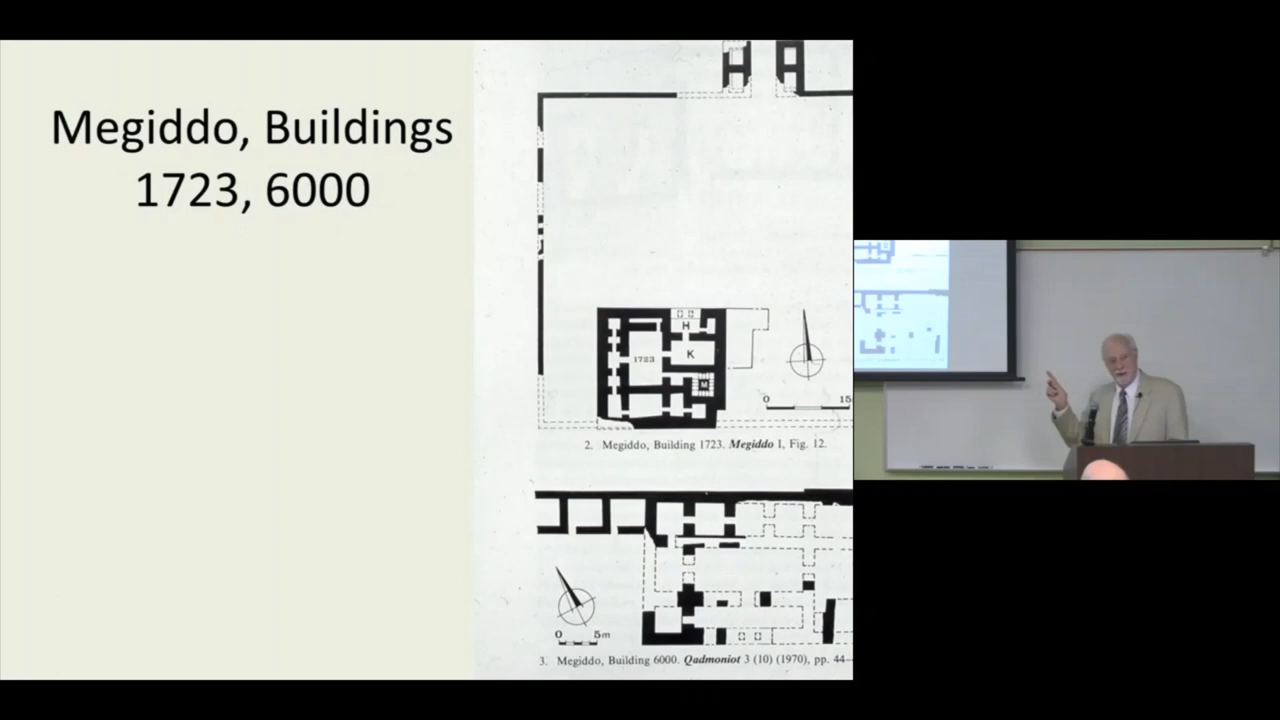 Megiddo, Buildings
1723, 6000
H
1723
K
M
0 15
2. Megiddo, Building 1723. Megiddo 1, Fig. 12.
0 5m
3. Megiddo, Building 6000. Qadmoniot 3 (10) (1970), pp. 44–